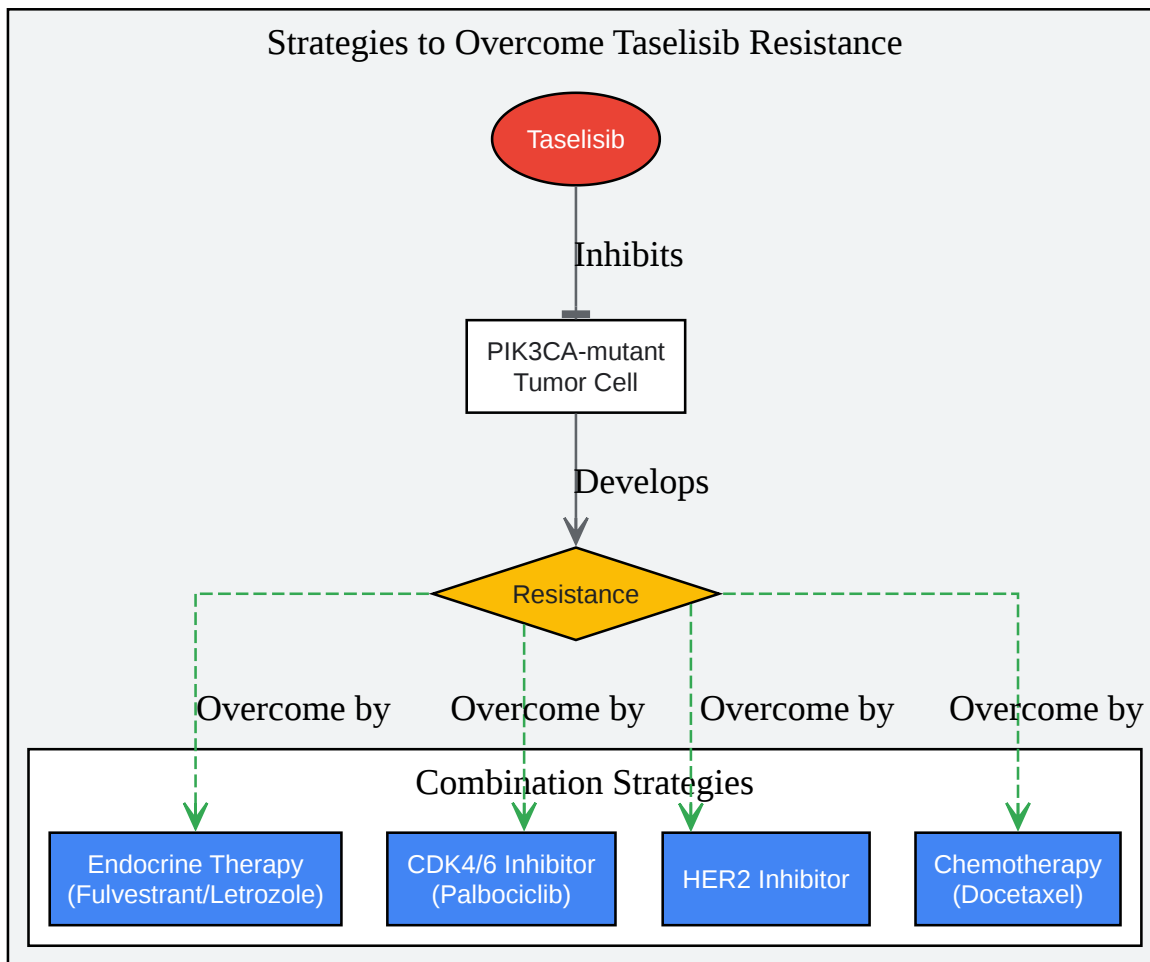 Strategies to Overcome Taselisib Resistance
Taselisib
Inhibits
PIK3CA-mutant
Tumor Cell
Develops
Resistance
Overcome by
Overcome by
Overcome by
Overcome by
Combination Strategies
Endocrine Therapy
(Fulvestrant/Letrozole)
CDK4/6 Inhibitor
(Palbociclib)
HER2 Inhibitor
Chemotherapy
(Docetaxel)